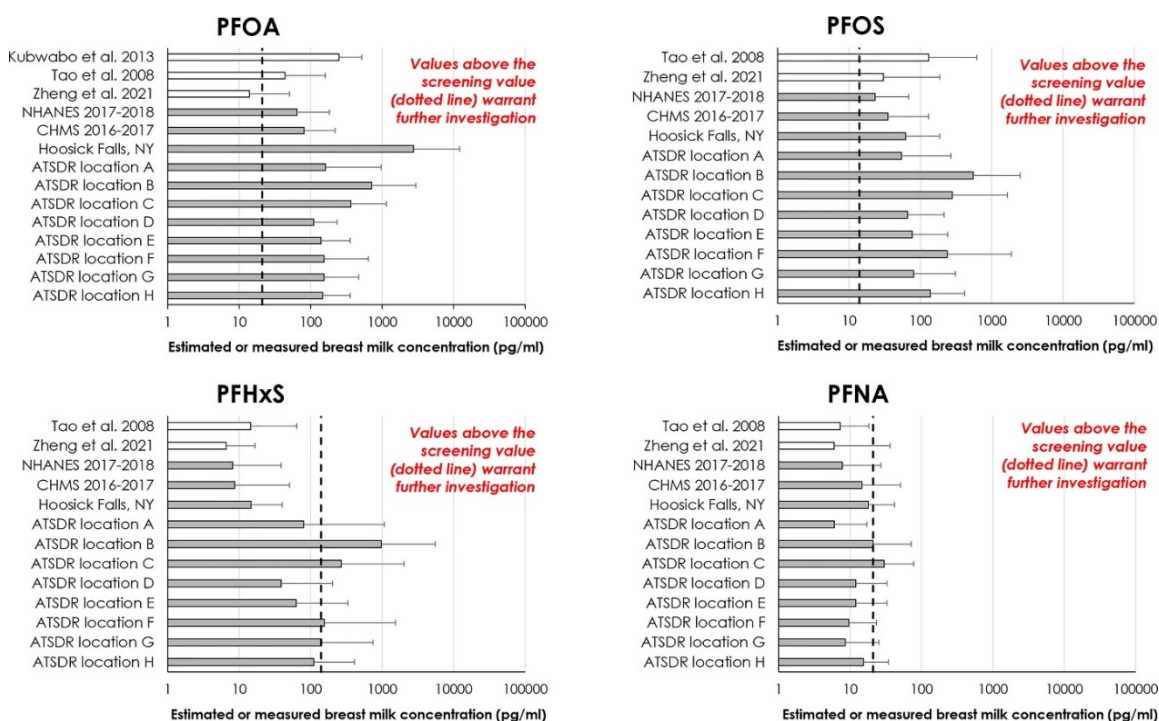 PFOA
Kubwabo et al. 2013
Tao et al. 2008
Zheng et al. 2021
NHANES 2017-2018
CHMS 2016-2017
Hoosick Falls, NY
ATSDR location A
ATSDR location B
ATSDR location C
ATSDR location D
ATSDR location E
ATSDR location F
ATSDR location G
ATSDR location H
Values above the
screening value
(dotted line) warrant
further investigation
1 10 100 1000 10000 100000
Estimated or measured breast milk concentration (pg/ml)
PFOS
Tao et al. 2008
Zheng et al. 2021
NHANES 2017-2018
CHMS 2016-2017
Hoosick Falls, NY
ATSDR location A
ATSDR location B
ATSDR location C
ATSDR location D
ATSDR location E
ATSDR location F
ATSDR location G
ATSDR location H
Values above the
screening value
(dotted line) warrant
further investigation
1 10 100 1000 10000 100000
Estimated or measured breast milk concentration (pg/ml)
PFHxS
Tao et al. 2008
Zheng et al. 2021
NHANES 2017-2018
CHMS 2016-2017
Hoosick Falls, NY
ATSDR location A
ATSDR location B
ATSDR location C
ATSDR location D
ATSDR location E
ATSDR location F
ATSDR location G
ATSDR location H
Values above the
screening value
(dotted line) warrant
further investigation
1 10 100 1000 10000 100000
Estimated or measured breast milk concentration (pg/ml)
PFNA
Tao et al. 2008
Zheng et al. 2021
NHANES 2017-2018
CHMS 2016-2017
Hoosick Falls, NY
ATSDR location A
ATSDR location B
ATSDR location C
ATSDR location D
ATSDR location E
ATSDR location F
ATSDR location G
ATSDR location H
Values above the
screening value
(dotted line) warrant
further investigation
1 10 100 1000 10000 100000
Estimated or measured breast milk concentration (pg/ml)